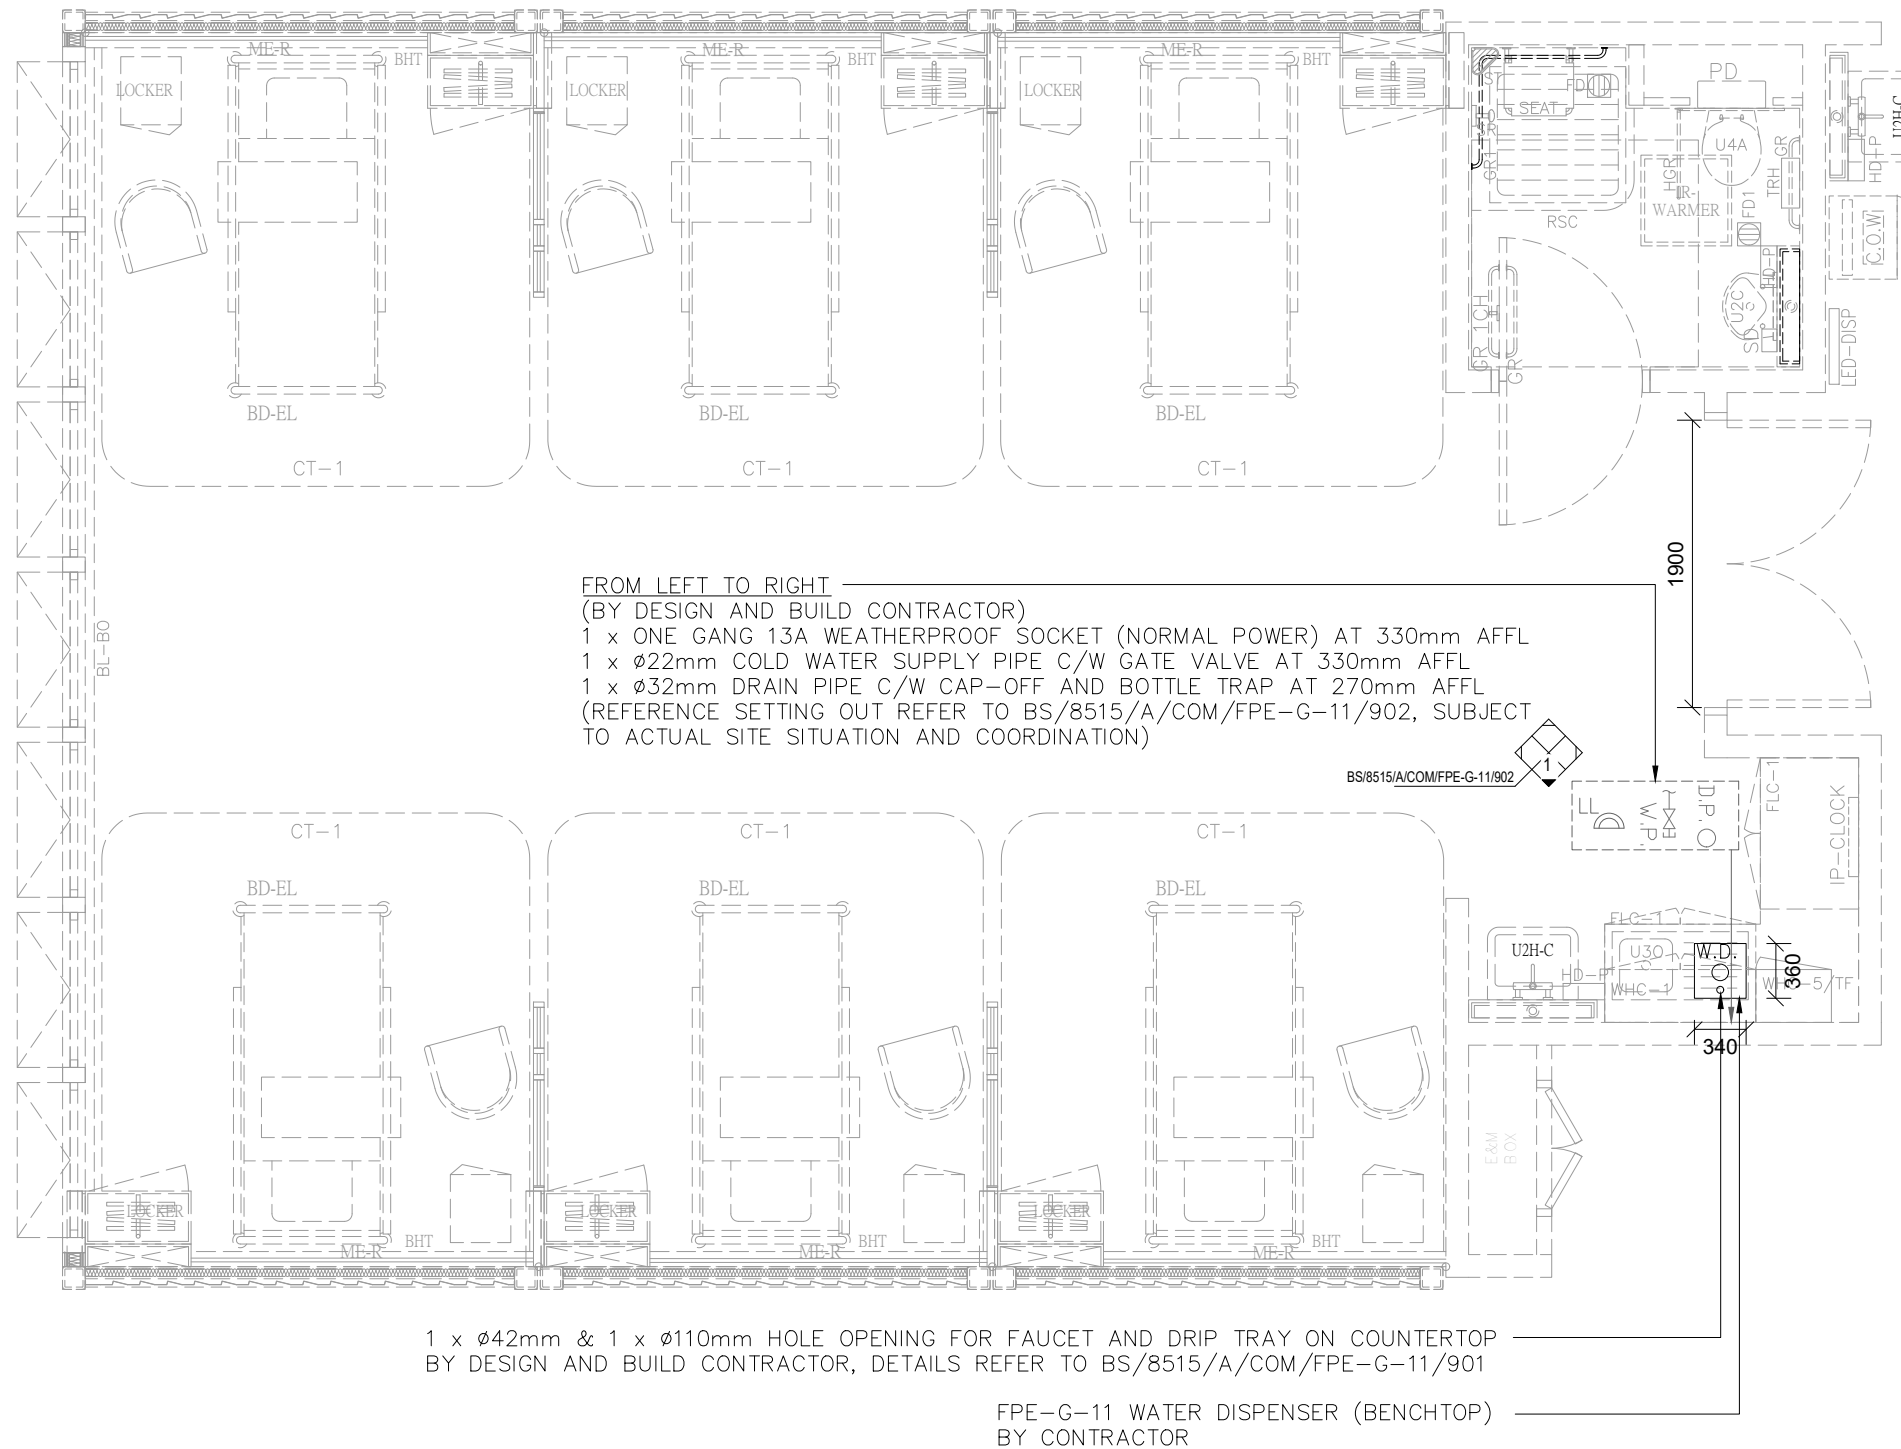 ME-R
BHT
ME-R
BHT
ME-R
BHT
LOCKER
LOCKER
LOCKER
ST
SEAT
FD
PD
U4A
GR
TRH
HGR
IR-
WARMER
FD1
GR1
GR
RSC
HD-P
U2H-C
C.O.W
HD-P
U2C
SD
LED-DISP
GR 1CH
GR
BD-EL
BD-EL
BD-EL
CT-1
CT-1
CT-1
1900
BL-BO
FROM LEFT TO RIGHT
(BY DESIGN AND BUILD CONTRACTOR)
1 x ONE GANG 13A WEATHERPROOF SOCKET (NORMAL POWER) AT 330mm AFFL
1 x ø22mm COLD WATER SUPPLY PIPE C/W GATE VALVE AT 330mm AFFL
1 x ø32mm DRAIN PIPE C/W CAP-OFF AND BOTTLE TRAP AT 270mm AFFL
(REFERENCE SETTING OUT REFER TO BS/8515/A/COM/FPE-G-11/902, SUBJECT
TO ACTUAL SITE SITUATION AND COORDINATION)
1
BS/8515/A/COM/FPE-G-11/902
LL
W.P.
D.P.
FLC-1
IP-CLOCK
CT-1
CT-1
CT-1
BD-EL
BD-EL
BD-EL
FLC-1
U2H-C
U30
W.D.
HD-P
WHC-1
WHC-5/TF
360
340
E&M
BOX
LOCKER
LOCKER
LOCKER
ME-R
BHT
ME-R
BHT
ME-R
BHT
1 x ø42mm & 1 x ø110mm HOLE OPENING FOR FAUCET AND DRIP TRAY ON COUNTERTOP
BY DESIGN AND BUILD CONTRACTOR, DETAILS REFER TO BS/8515/A/COM/FPE-G-11/901
FPE-G-11 WATER DISPENSER (BENCHTOP)
BY CONTRACTOR